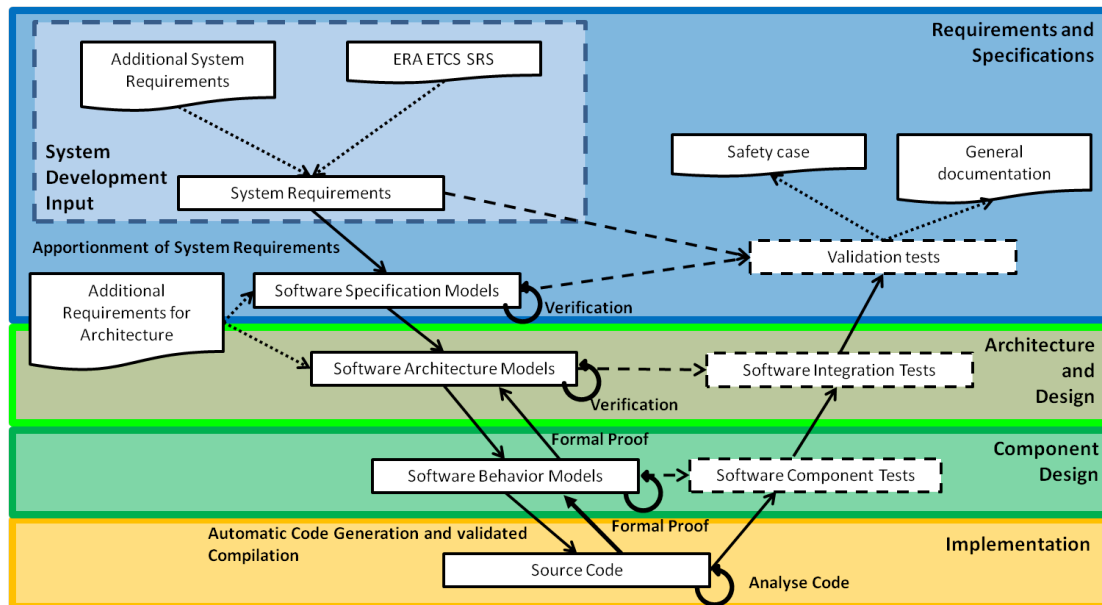 Requirements and
Specifications
Additional System
Requirements
ERA ETCS SRS
System
Development
Input
System Requirements
Safety case
General
documentation
Apportionment of System Requirements
Validation tests
Additional
Requirements for
Architecture
Software Specification Models
Verification
Architecture
and
Design
Software Architecture Models
Software Integration Tests
Verification
Formal Proof
Component
Design
Software Behavior Models
Software Component Tests
Formal Proof
Automatic Code Generation and validated
Compilation
Implementation
Source Code
Analyse Code